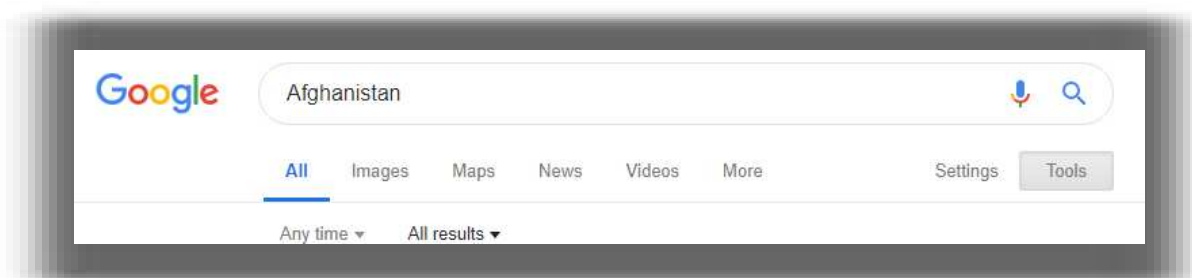 Google Afghanistan
All Images Maps News Videos More Settings Tools
Any time All results